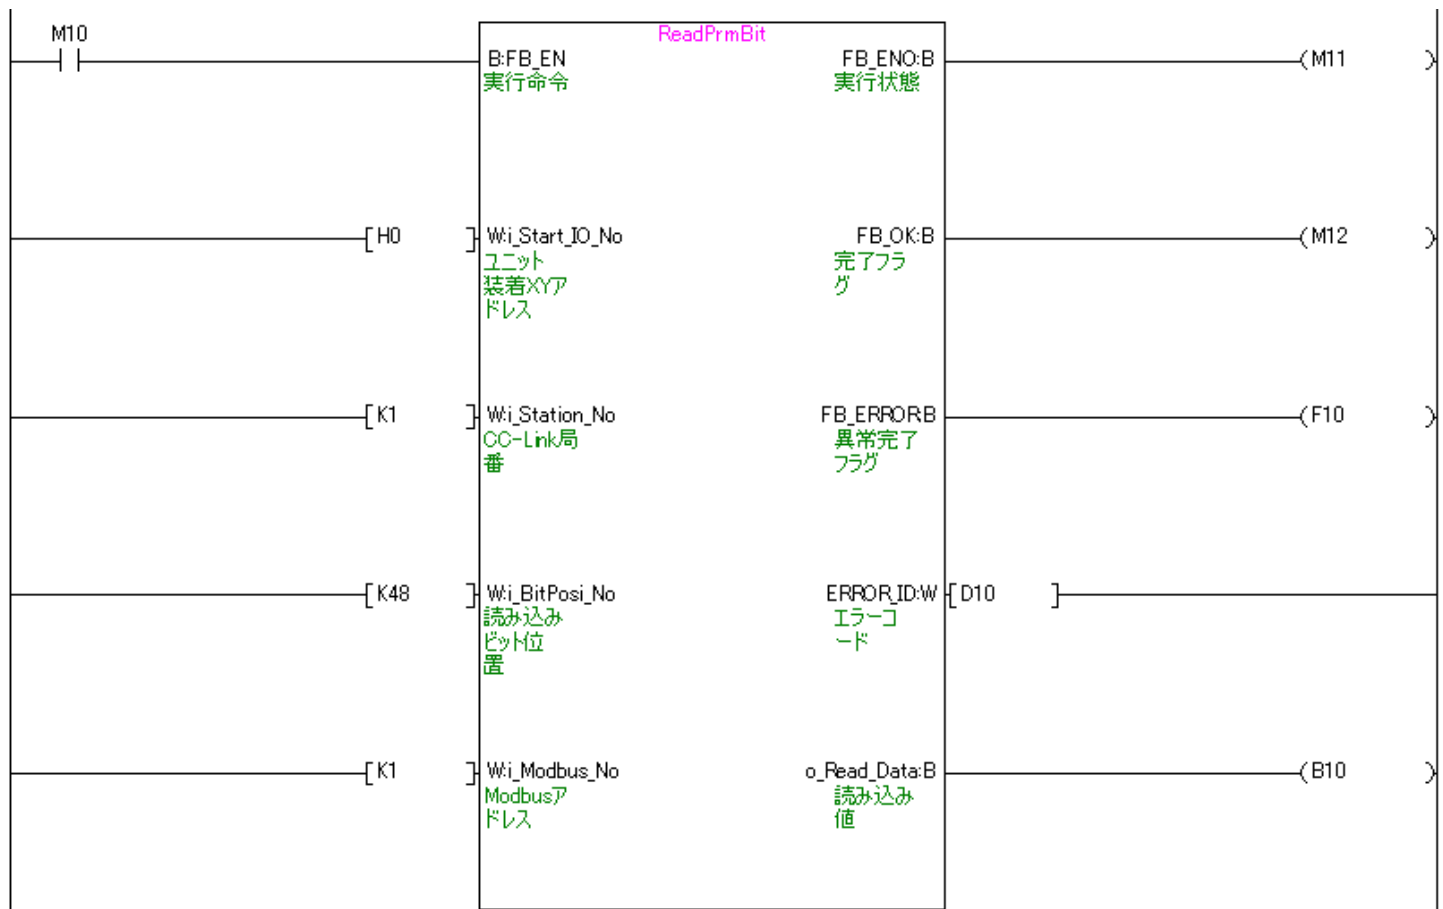 ReadPrmBit
M10
B:FB_EN
実行命令
FB_ENO:B
実行状態
(M11 )
[H0 ]
W:i_Start_IO_No
ユニット
装着XYア
ドレス
FB_OK:B
完了フラ
グ
(M12 )
[K1 ]
W:i_Station_No
CC-Link局
番
FB_ERROR:B
異常完了
フラグ
(F10 )
[K48 ]
W:i_BitPosi_No
読み込み
ビット位
置
ERROR_ID:W
エラーコ
ード
[D10 ]
[K1 ]
W:i_Modbus_No
Modbusア
ドレス
o_Read_Data:B
読み込み
値
(B10 )